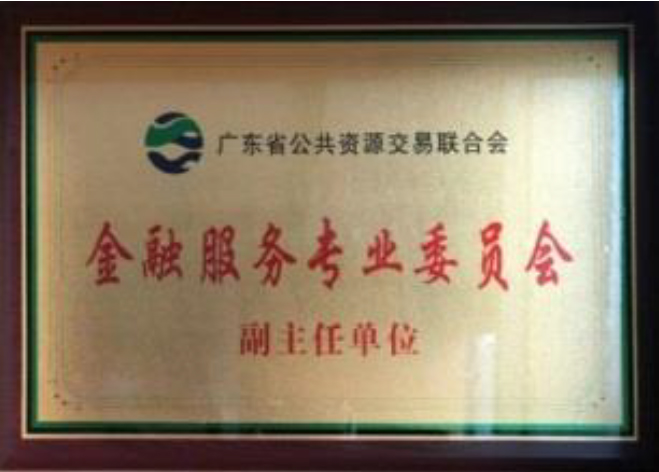 广东省公共资源交易联合会
金融服务专业委员会
副主任单位